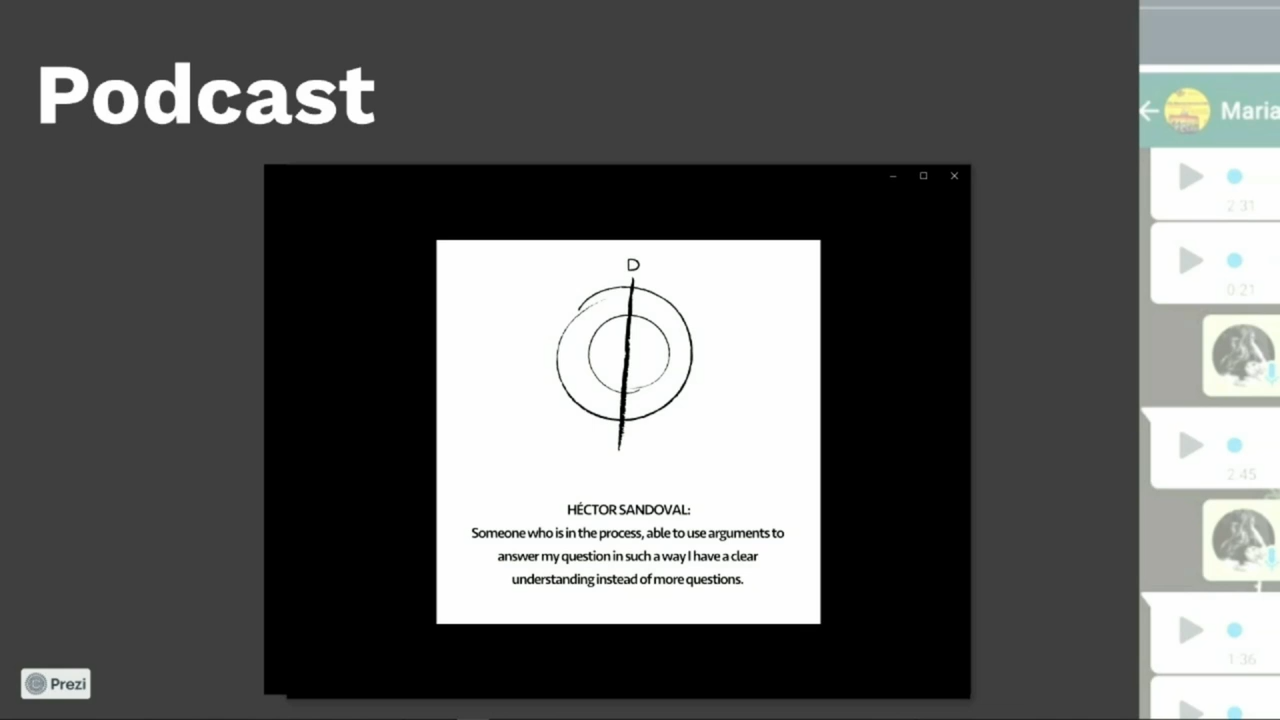 Podcast
Maria
2:31
0:21
D
2:45
HÉCTOR SANDOVAL:
Someone who is in the process, able to use arguments to
answer my question in such a way I have a clear
understanding instead of more questions.
1:36
Prezi